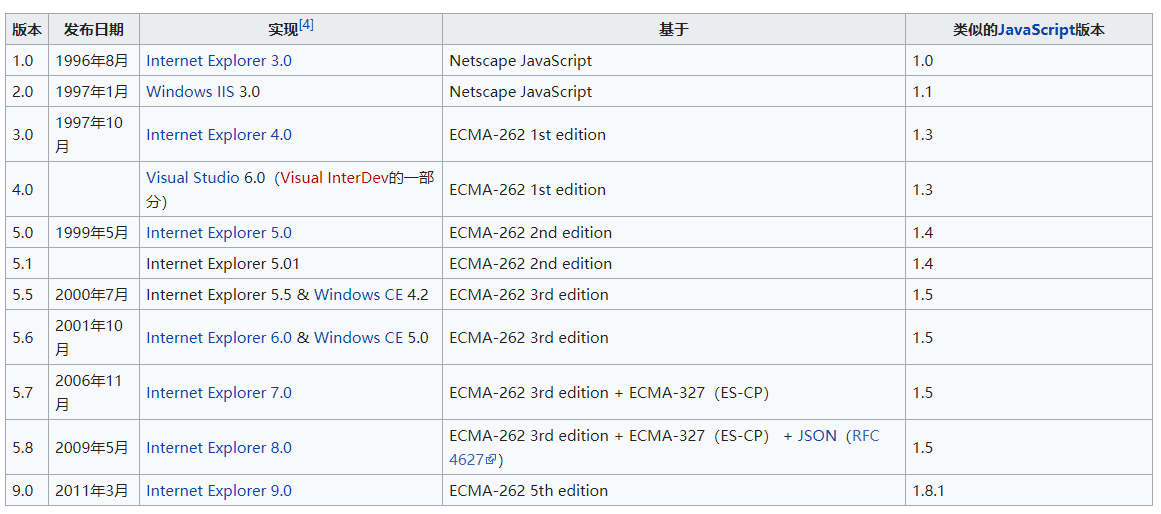 版本 发布日期 实现[4] 基于 类似的JavaScript版本
1.0 1996年8月 Internet Explorer 3.0 Netscape JavaScript 1.0
2.0 1997年1月 Windows IIS 3.0 Netscape JavaScript 1.1
3.0 1997年10
月 Internet Explorer 4.0 ECMA-262 1st edition 1.3
4.0 Visual Studio 6.0（Visual InterDev的一部
分） ECMA-262 1st edition 1.3
5.0 1999年5月 Internet Explorer 5.0 ECMA-262 2nd edition 1.4
5.1 Internet Explorer 5.01 ECMA-262 2nd edition 1.4
5.5 2000年7月 Internet Explorer 5.5 & Windows CE 4.2 ECMA-262 3rd edition 1.5
5.6 2001年10
月 Internet Explorer 6.0 & Windows CE 5.0 ECMA-262 3rd edition 1.5
5.7 2006年11
月 Internet Explorer 7.0 ECMA-262 3rd edition + ECMA-327（ES-CP） 1.5
5.8 2009年5月 Internet Explorer 8.0 ECMA-262 3rd edition + ECMA-327（ES-CP） + JSON（RFC
4627） 1.5
9.0 2011年3月 Internet Explorer 9.0 ECMA-262 5th edition 1.8.1